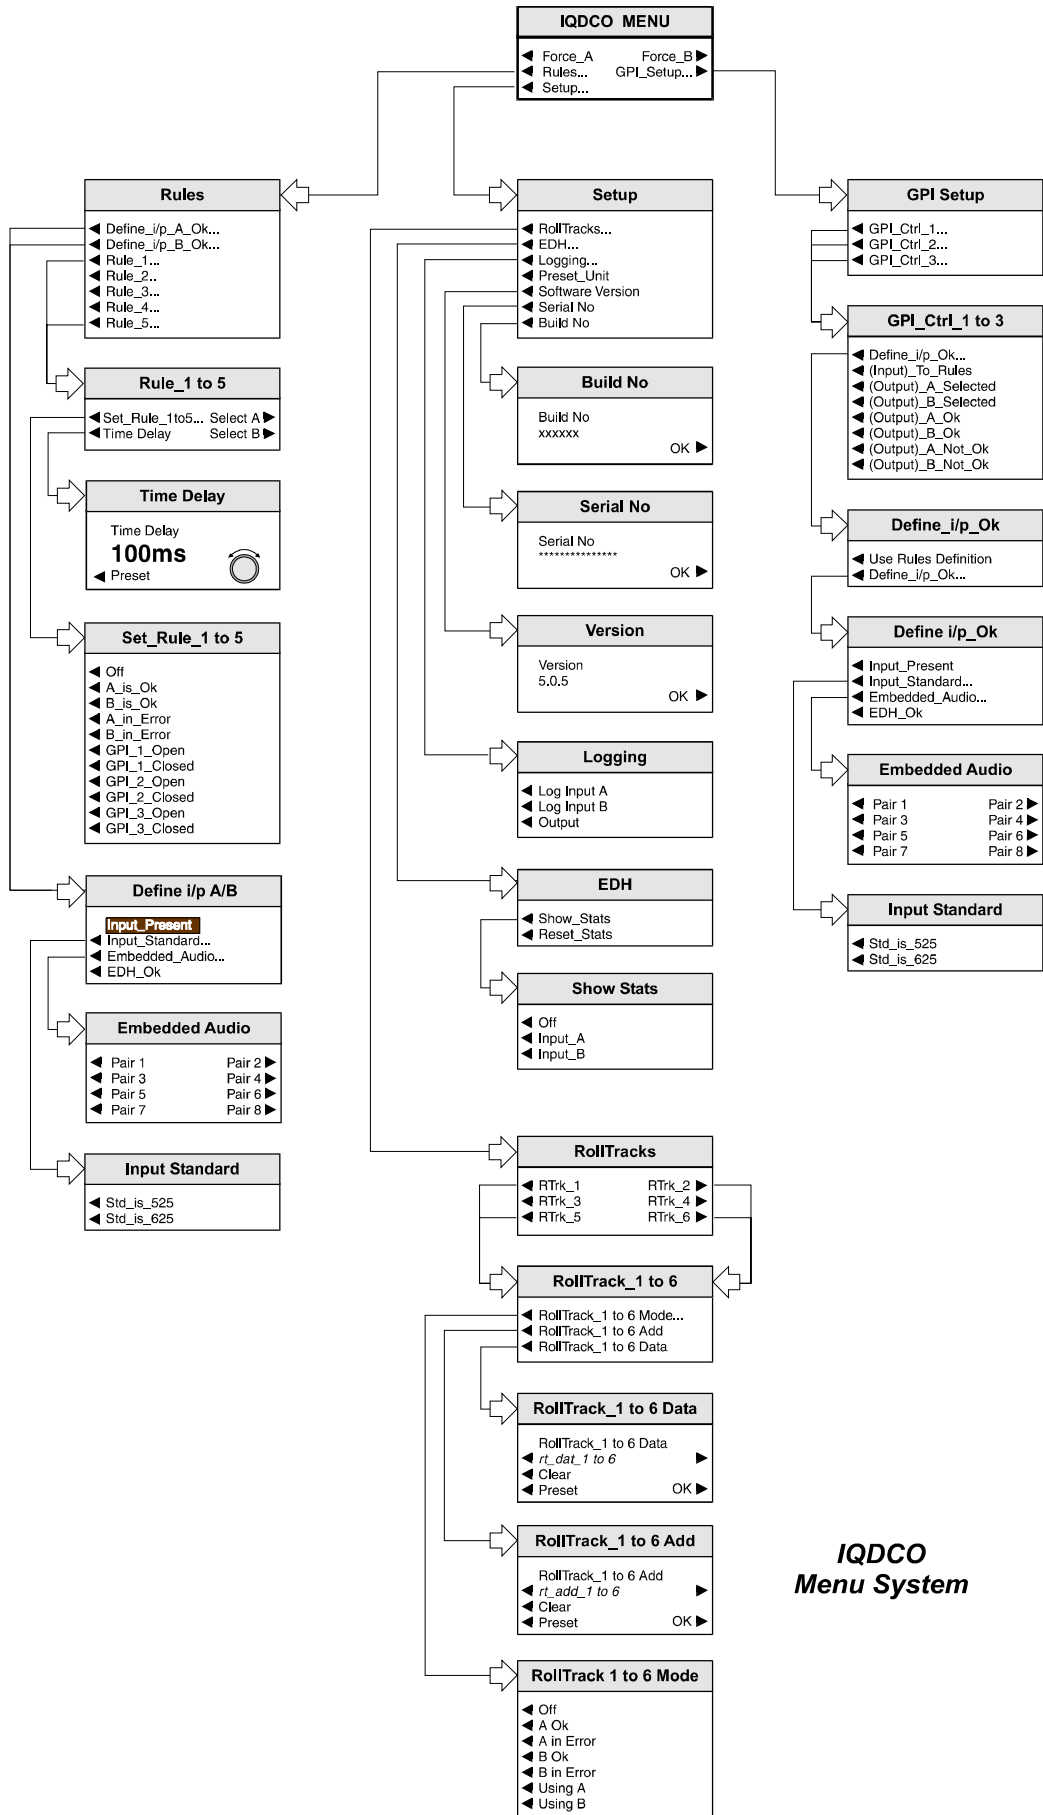 IQDCO MENU
Force_A Force_B
Rules... GPI_Setup...
Setup...
Rules
Define_i/p_A_Ok...
Define_i/p_B_Ok...
Rule_1...
Rule_2..
Rule_3...
Rule_4...
Rule_5...
Rule_1 to 5
Set_Rule_1to5... Select A
Time Delay Select B
Time Delay
Time Delay
100ms
Preset
Set_Rule_1 to 5
Off
A_is_Ok
B_is_Ok
A_in_Error
B_in_Error
GPI_1_Open
GPI_1_Closed
GPI_2_Open
GPI_2_Closed
GPI_3_Open
GPI_3_Closed
Define i/p A/B
Input_Present
Input_Standard...
Embedded_Audio...
EDH_Ok
Embedded Audio
Pair 1 Pair 2
Pair 3 Pair 4
Pair 5 Pair 6
Pair 7 Pair 8
Input Standard
Std_is_525
Std_is_625
Setup
RollTracks...
EDH...
Logging...
Preset_Unit
Software Version
Serial No
Build No
Build No
Build No
xxxxxx
OK
Serial No
Serial No
***************
OK
Version
Version
5.0.5
OK
Logging
Log Input A
Log Input B
Output
EDH
Show_Stats
Reset_Stats
Show Stats
Off
Input_A
Input_B
RollTracks
RTrk_1 RTrk_2
RTrk_3 RTrk_4
RTrk_5 RTrk_6
RollTrack_1 to 6
RollTrack_1 to 6 Mode...
RollTrack_1 to 6 Add
RollTrack_1 to 6 Data
RollTrack_1 to 6 Data
RollTrack_1 to 6 Data
rt_dat_1 to 6
Clear
Preset OK
RollTrack_1 to 6 Add
RollTrack_1 to 6 Add
rt_add_1 to 6
Clear
Preset OK
RollTrack 1 to 6 Mode
Off
A Ok
A in Error
B Ok
B in Error
Using A
Using B
GPI Setup
GPI_Ctrl_1...
GPI_Ctrl_2...
GPI_Ctrl_3...
GPI_Ctrl_1 to 3
Define_i/p_Ok...
(Input)_To_Rules
(Output)_A_Selected
(Output)_B_Selected
(Output)_A_Ok
(Output)_B_Ok
(Output)_A_Not_Ok
(Output)_B_Not_Ok
Define_i/p_Ok
Use Rules Definition
Define_i/p_Ok...
Define i/p_Ok
Input_Present
Input_Standard...
Embedded_Audio...
EDH_Ok
Embedded Audio
Pair 1 Pair 2
Pair 3 Pair 4
Pair 5 Pair 6
Pair 7 Pair 8
Input Standard
Std_is_525
Std_is_625
IQDCO
Menu System